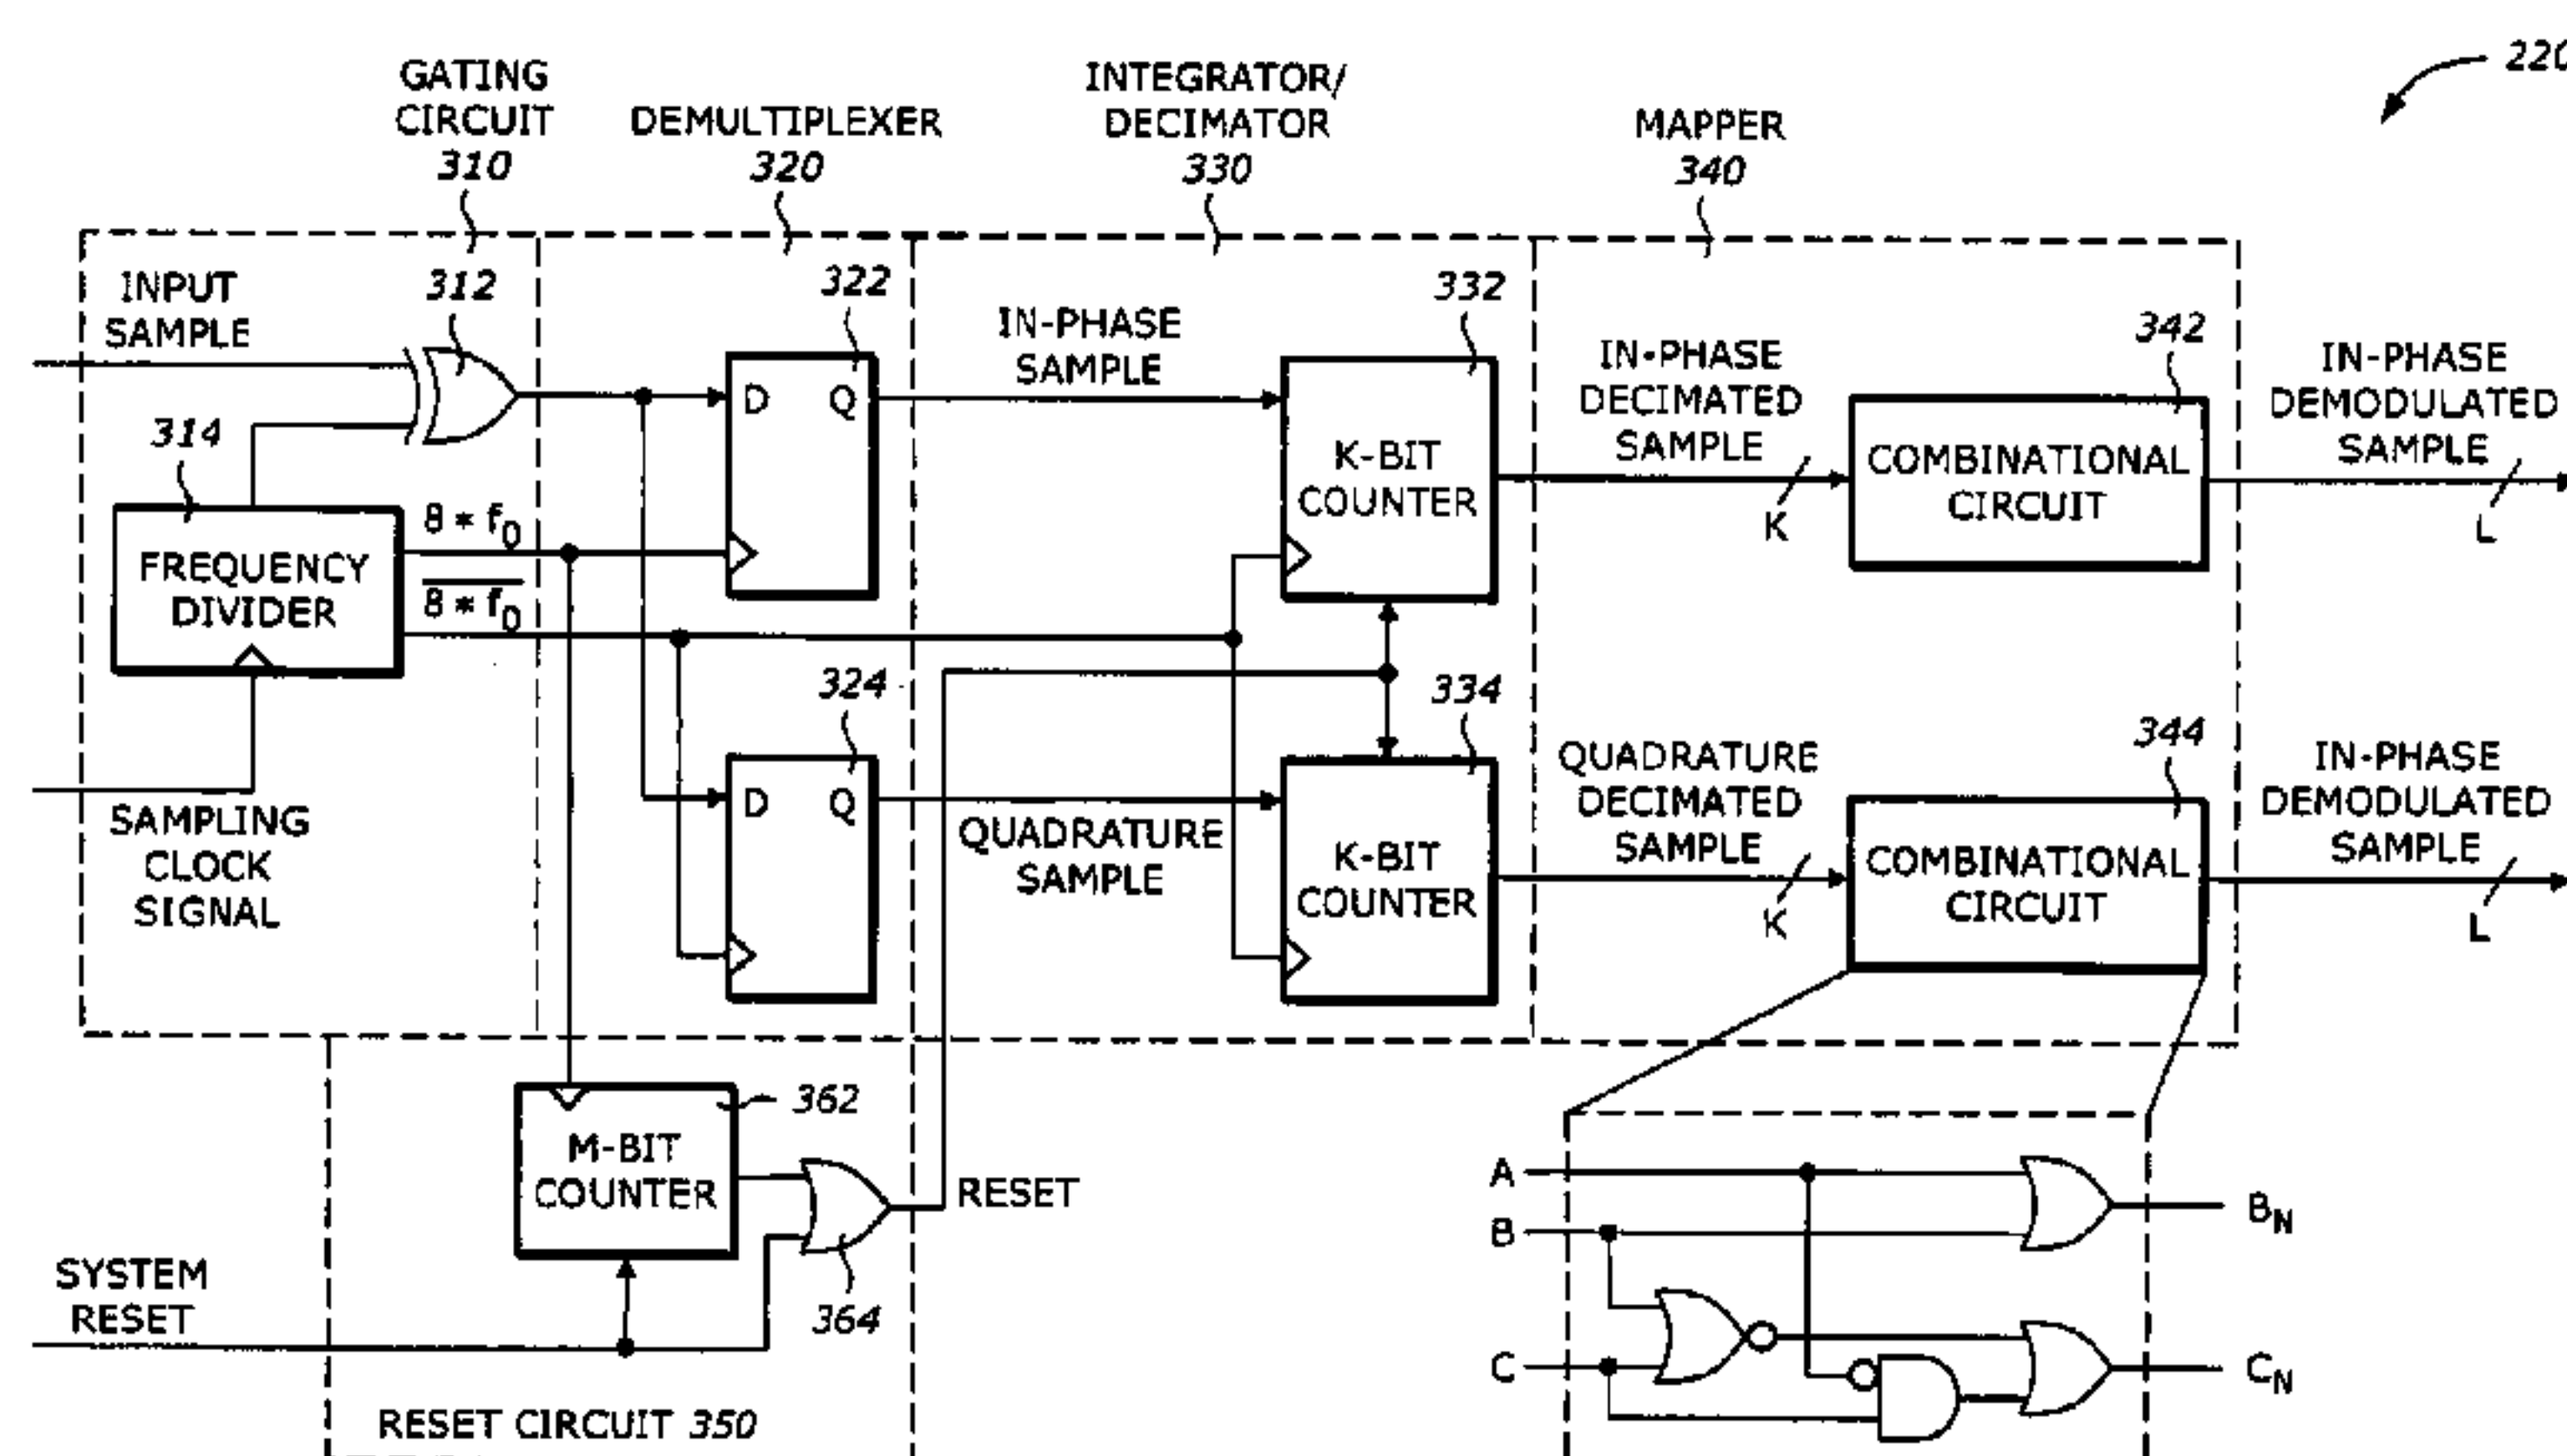 220
GATING
CIRCUIT
310
DEMULTIPLEXER
320
INTEGRATOR/
DECIMATOR
330
MAPPER
340
INPUT
SAMPLE
312
314
FREQUENCY
DIVIDER
8 * f0
8 * f0
SAMPLING
CLOCK
SIGNAL
322
D
Q
IN-PHASE
SAMPLE
324
D
Q
QUADRATURE
SAMPLE
332
K-BIT
COUNTER
334
K-BIT
COUNTER
IN-PHASE
DECIMATED
SAMPLE
K
342
COMBINATIONAL
CIRCUIT
IN-PHASE
DEMODULATED
SAMPLE
L
QUADRATURE
DECIMATED
SAMPLE
K
344
COMBINATIONAL
CIRCUIT
IN-PHASE
DEMODULATED
SAMPLE
L
362
M-BIT
COUNTER
RESET
364
SYSTEM
RESET
RESET CIRCUIT 350
A
B
C
BN
CN